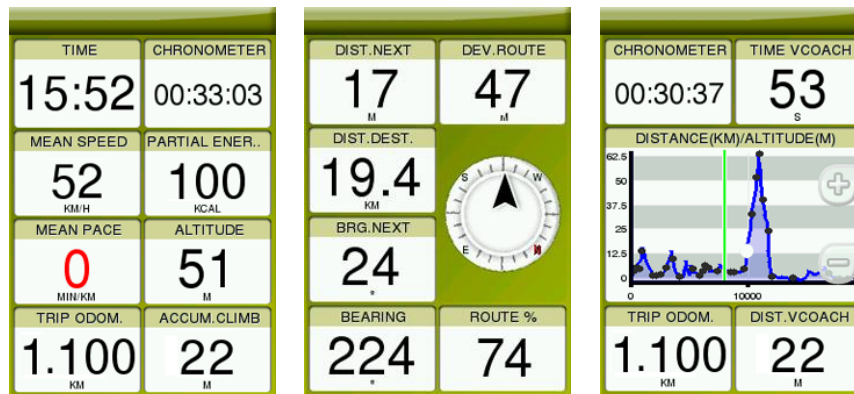 TIME CHRONOMETER
15:52 00:33:03
MEAN SPEED PARTIAL ENER..
52 100
KM/H KCAL
MEAN PACE ALTITUDE
0 51
MIN/KM M
TRIP ODOM. ACCUM.CLIMB
1.100 22
KM M
DIST.NEXT DEV.ROUTE
17 47
M M
DIST.DEST.
19.4
KM
S W
E N
BRG.NEXT
24
°
BEARING ROUTE %
224 74
°
CHRONOMETER TIME VCOACH
00:30:37 53
S
DISTANCE(KM)/ALTITUDE(M)
62.5
50
37.5
25
12.5
0
0 10000
TRIP ODOM. DIST.VCOACH
1.100 22
KM M